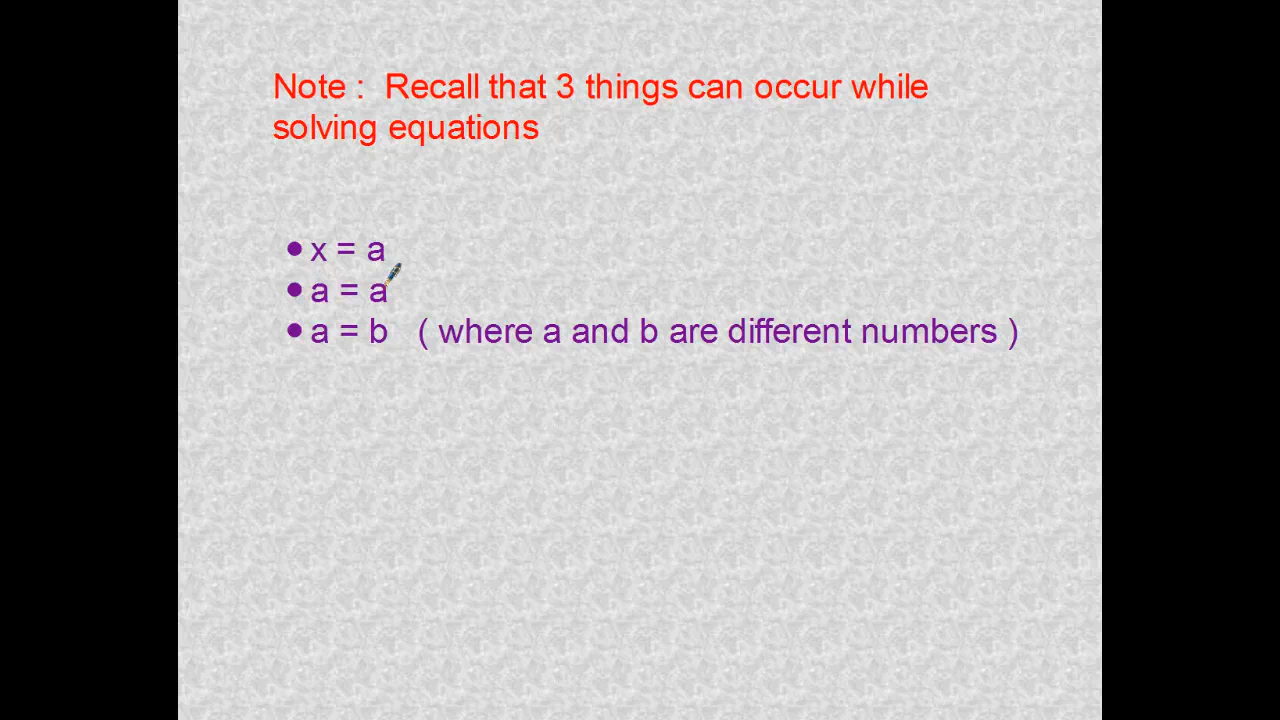 Note :  Recall that 3 things can occur while
solving equations
• x = a
• a = a
• a = b   ( where a and b are different numbers )